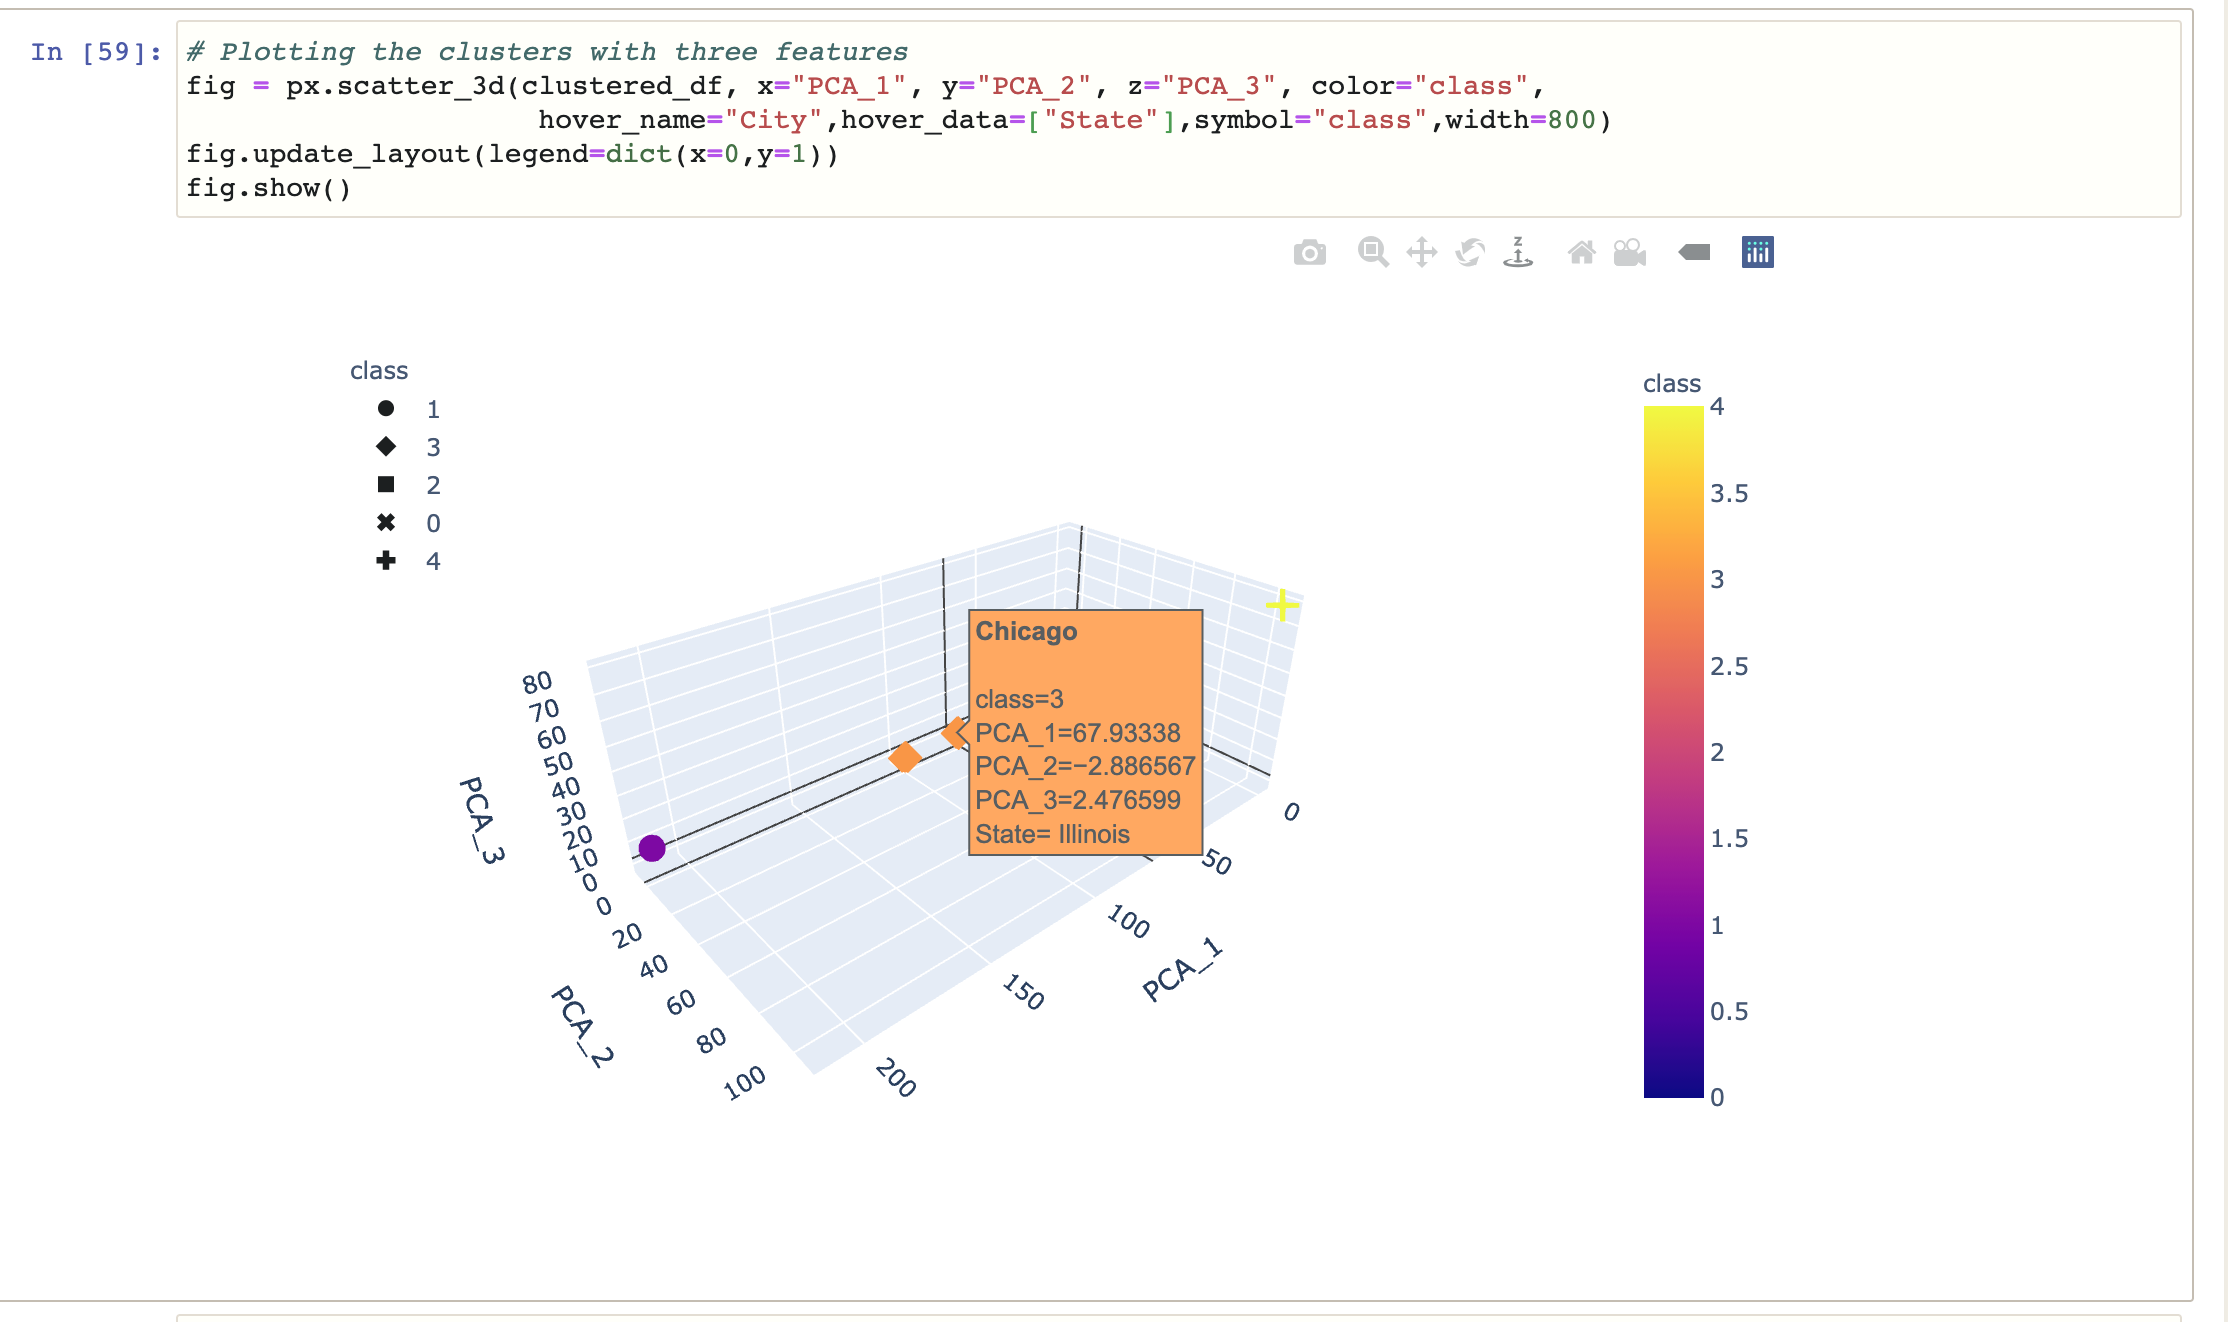 In [59]:
# Plotting the clusters with three features
fig = px.scatter_3d(clustered_df, x="PCA_1", y="PCA_2", z="PCA_3", color="class",
hover_name="City",hover_data=["State"],symbol="class",width=800)
fig.update_layout(legend=dict(x=0,y=1))
fig.show()
z
class
1
3
2
0
4
Chicago
class=3
PCA_1=67.93338
PCA_2=−2.886567
PCA_3=2.476599
State= Illinois
PCA_3
80
70
60
50
40
30
20
10
0
PCA_2
0
20
40
60
80
100
PCA_1
0
50
100
150
200
class
4
3.5
3
2.5
2
1.5
1
0.5
0